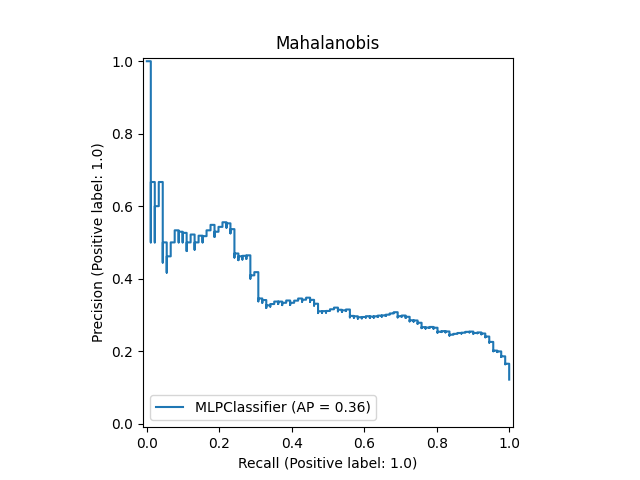 Mahalanobis
1.0
0.8
0.6
0.4
0.2
0.0
Precision (Positive label: 1.0)
MLPClassifier (AP = 0.36)
0.0 0.2 0.4 0.6 0.8 1.0
Recall (Positive label: 1.0)